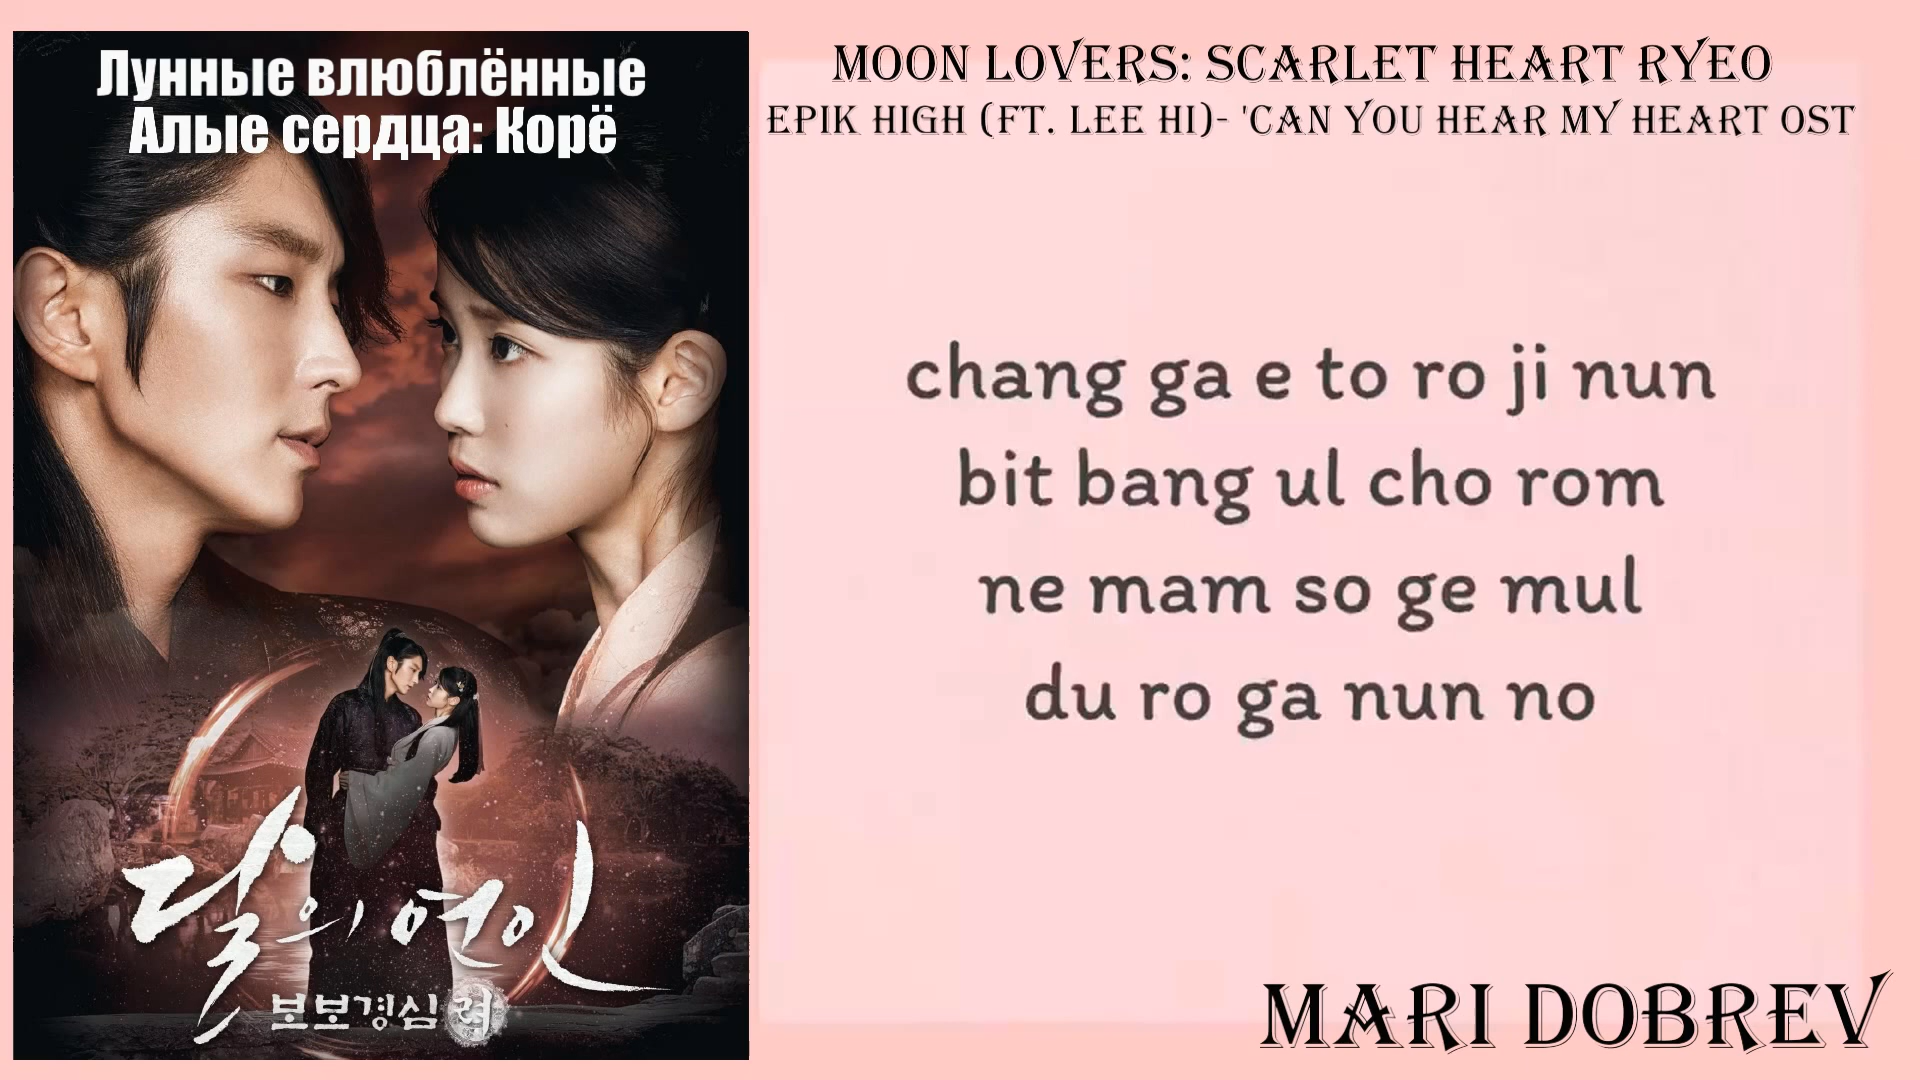 Лунные влюблённые
Алые сердца: Корё
달의 연인
보보경심 려
MOON LOVERS: SCARLET HEART RYEO
EPIK HIGH (FT. LEE HI)- 'CAN YOU HEAR MY HEART OST
chang ga e to ro ji nun
bit bang ul cho rom
ne mam so ge mul
du ro ga nun no
MARI DOBREV